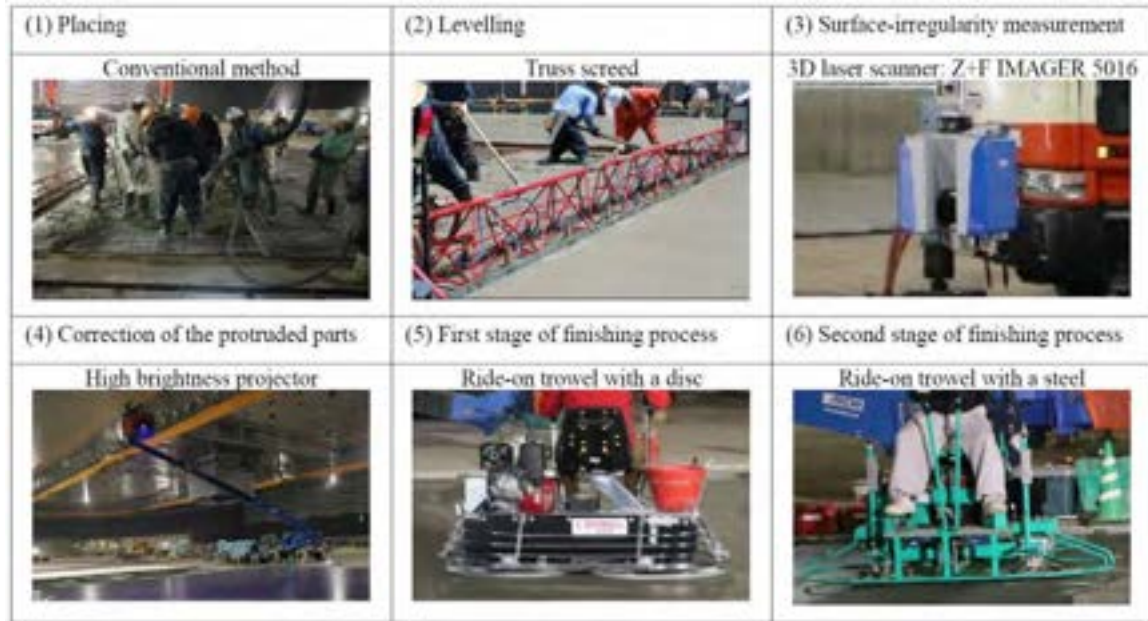 (1) Placing
(2) Levelling
(3) Surface-irregularity measurement
Conventional method
Truss screed
3D laser scanner: Z+F IMAGER 5016
(4) Correction of the protruded parts
(5) First stage of finishing process
(6) Second stage of finishing process
High brightness projector
Ride-on trowel with a disc
Ride-on trowel with a steel